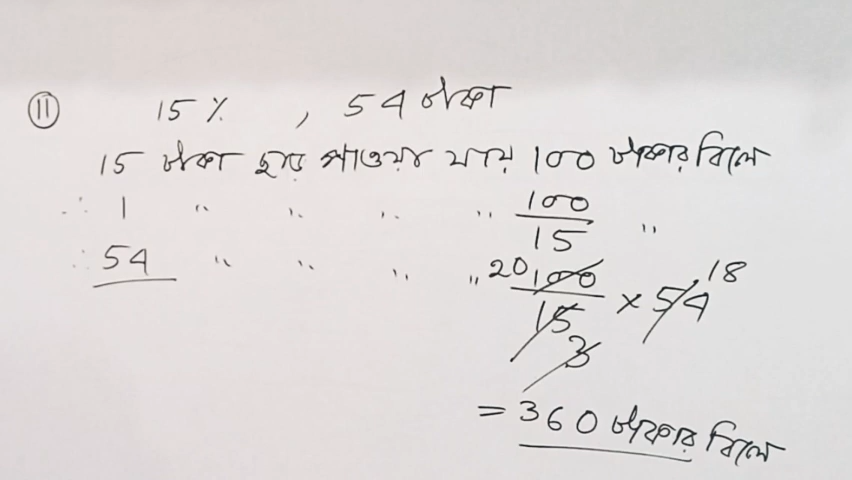 ⑪ 15% , 54 টাকা
15 টাকা ছাড় পাওয়া যায় 100 টাকার বিলে
∴ 1 " " " " 100/15 "
∴ 54 " " " " 20 100/15 3 × 54 18
= 360 টাকার বিলে